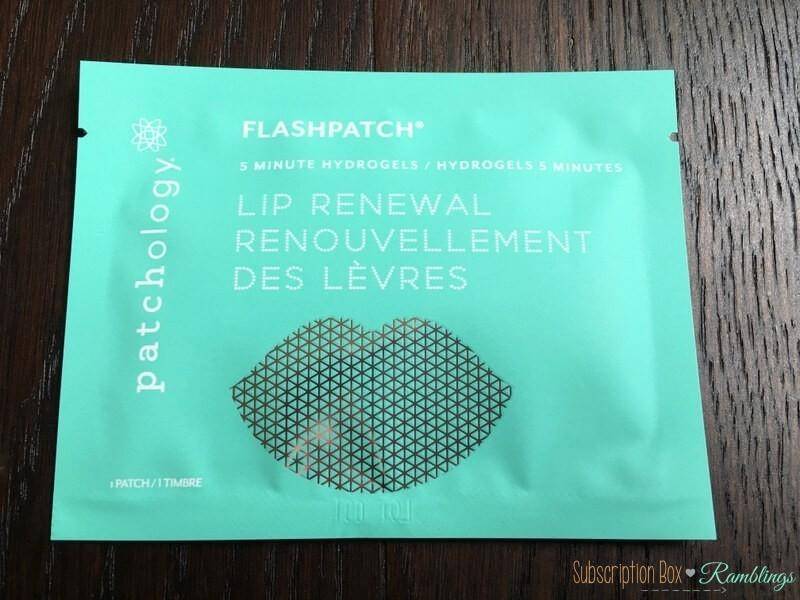 patchology
FLASHPATCH®
5 MINUTE HYDROGELS / HYDROGELS 5 MINUTES
LIP RENEWAL
RENOUVELLEMENT
DES LÈVRES
1 PATCH / 1 TIMBRE
Subscription Box ♥ Ramblings